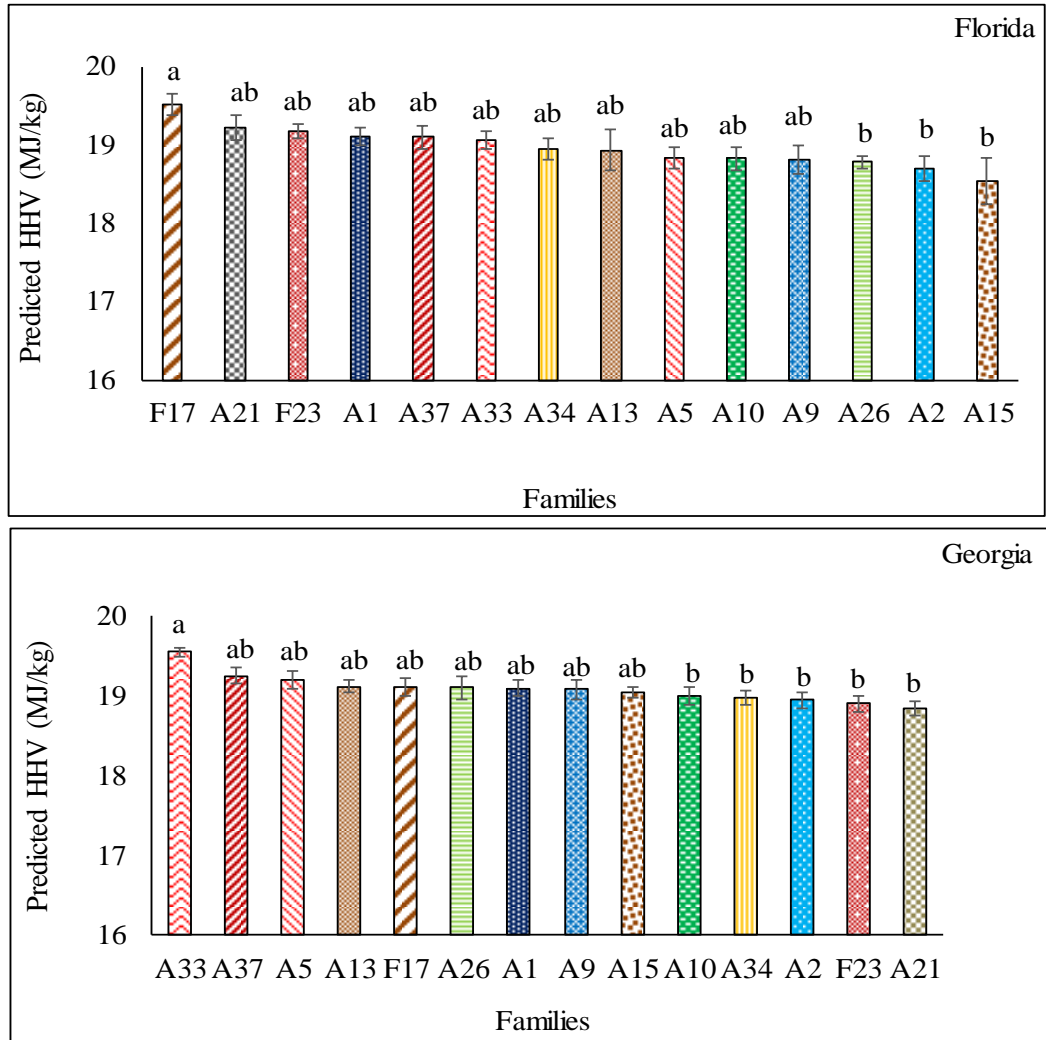 Florida
Predicted HHV (MJ/kg)
20
19
18
17
16
a ab ab ab ab ab ab ab ab ab ab b b b
F17 A21 F23 A1 A37 A33 A34 A13 A5 A10 A9 A26 A2 A15
Families
Georgia
Predicted HHV (MJ/kg)
20
19
18
17
16
a ab ab ab ab ab ab ab ab b b b b b
A33 A37 A5 A13 F17 A26 A1 A9 A15 A10 A34 A2 F23 A21
Families